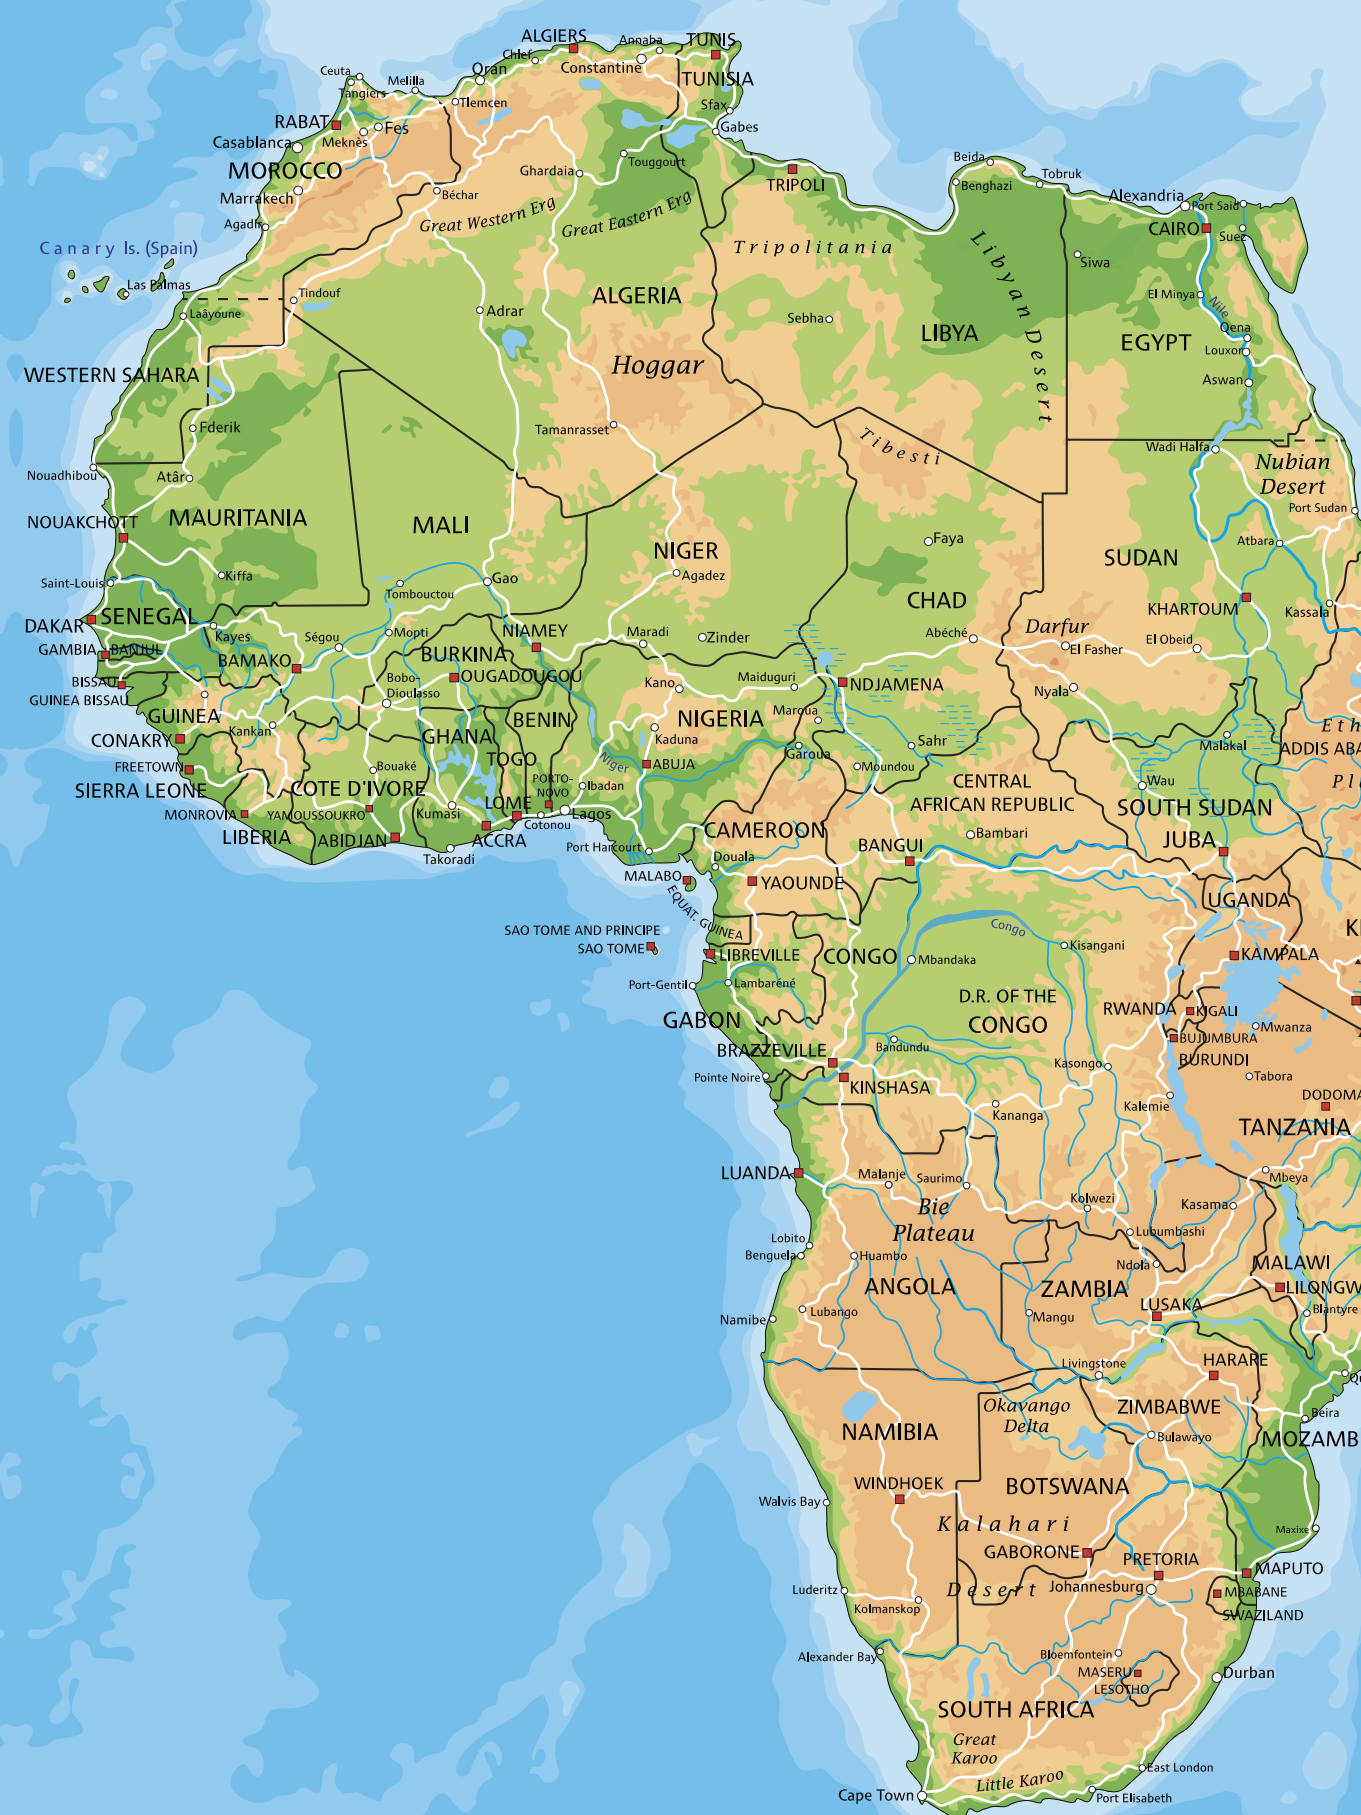 ALGIERS
Annaba
TUNIS
Chlef
Constantine
Oran
TUNISIA
Ceuta
Melilla
Tangiers
Tlemcen
Sfax
RABAT
Fes
Gabes
Casablanca
Meknès
MOROCCO
Ghardaia
Touggourt
TRIPOLI
Beida
Benghazi
Tobruk
Alexandria
Port Said
Marrakech
Béchar
Agadir
Great Western Erg
Great Eastern Erg
Tripolitania
Libyan Desert
CAIRO
Suez
Siwa
Canary Is. (Spain)
Las Palmas
Tindouf
ALGERIA
El Minya
Nile
Laâyoune
Adrar
Sebha
LIBYA
EGYPT
Qena
Louxor
Hoggar
WESTERN SAHARA
Aswan
Fderik
Tamanrasset
Tibesti
Wadi Halfa
Nubian
Desert
Nouadhibou
Atâr
Port Sudan
NOUAKCHOTT
MAURITANIA
MALI
NIGER
Faya
Atbara
SUDAN
Saint-Louis
Kiffa
Gao
Agadez
Tombouctou
CHAD
KHARTOUM
Kassala
DAKAR
SENEGAL
Kayes
Ségou
Mopti
NIAMEY
Maradi
Zinder
Abéché
Darfur
El Obeid
El Fasher
GAMBIA
BANJUL
BAMAKO
BURKINA
OUGADOUGOU
Bobo-
Dioulasso
Kano
Maiduguri
NDJAMENA
Nyala
BISSAU
GUINEA BISSAU
GUINEA
Kankan
GHANA
BENIN
NIGERIA
Kaduna
Maroua
Garoua
Sahr
Malakal
Eth
ADDIS ABA
Pl
CONAKRY
FREETOWN
SIERRA LEONE
Bouaké
TOGO
Niger
ABUJA
Moundou
CENTRAL
AFRICAN REPUBLIC
Wau
COTE D'IVORE
PORTO-
NOVO
Ibadan
MONROVIA
YAMOUSSOUKRO
Kumasi
LOME
Cotonou
Lagos
SOUTH SUDAN
LIBERIA
ABIDJAN
Takoradi
ACCRA
Port Harcourt
CAMEROON
BANGUI
Bambari
JUBA
Douala
MALABO
YAOUNDE
EQUAT. GUINEA
UGANDA
SAO TOME AND PRINCIPE
SAO TOME
LIBREVILLE
CONGO
Mbandaka
Congo
Kisangani
K
KAMPALA
Port-Gentil
Lambaréné
D.R. OF THE
CONGO
RWANDA
KIGALI
Mwanza
GABON
BRAZZEVILLE
Bandundu
BUJUMBURA
BURUNDI
Pointe Noire
KINSHASA
Kasongo
Tabora
Kananga
Kalemie
DODOMA
TANZANIA
LUANDA
Malanje
Saurimo
Mbeya
Bie
Plateau
Kolwezi
Kasama
Lobito
Benguela
Huambo
Lubumbashi
ANGOLA
ZAMBIA
Ndola
MALAWI
LILONGW
Namibe
Lubango
Mangu
LUSAKA
Blantyre
Livingstone
HARARE
Qu
Okavango
Delta
ZIMBABWE
Beira
NAMIBIA
Bulawayo
MOZAMB
WINDHOEK
BOTSWANA
Walvis Bay
Kalahari
Desert
Maxixe
GABORONE
PRETORIA
MAPUTO
Luderitz
Johannesburg
MBABANE
SWAZILAND
Kolmanskop
Alexander Bay
Bloemfontein
MASERU
LESOTHO
Durban
SOUTH AFRICA
Great
Karoo
Little Karoo
East London
Cape Town
Port Elisabeth